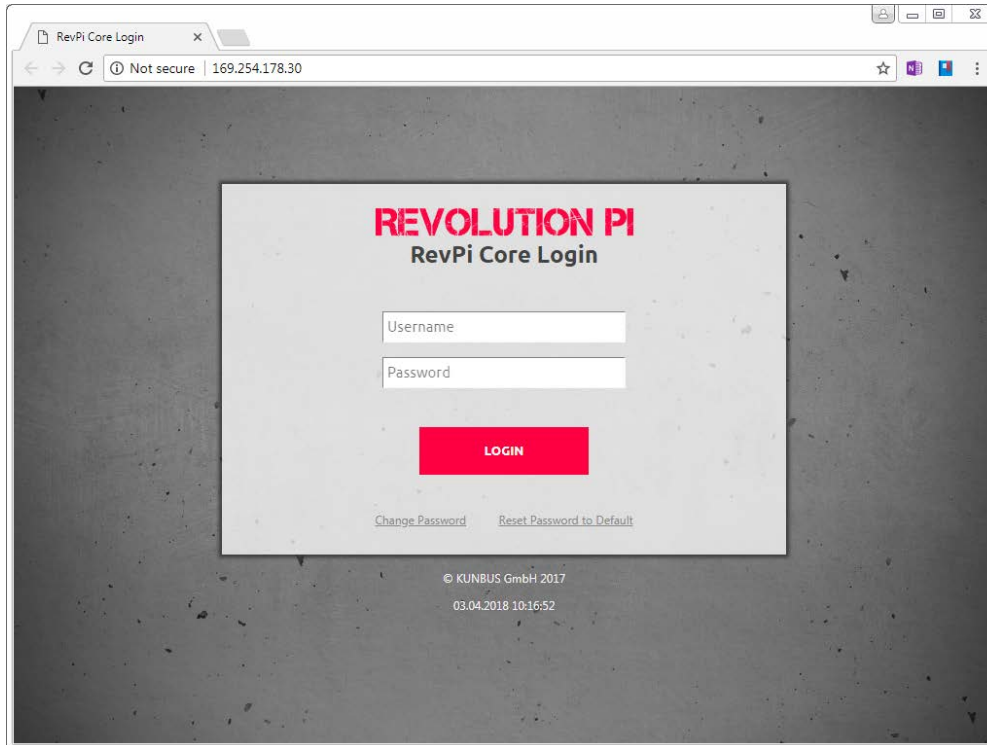 RevPi Core Login
Not secure 169.254.178.30
REVOLUTION PI
RevPi Core Login
Username
Password
LOGIN
Change Password Reset Password to Default
© KUNBUS GmbH 2017
03.04.2018 10:16:52